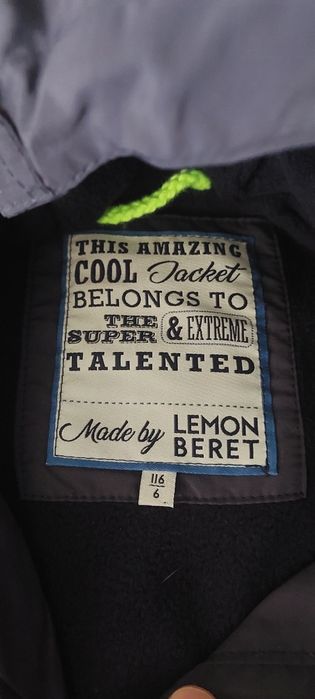 THIS AMAZING
COOL Jacket
BELONGS TO
THE SUPER & EXTREME
TALENTED
Made by LEMON BERET
116
6